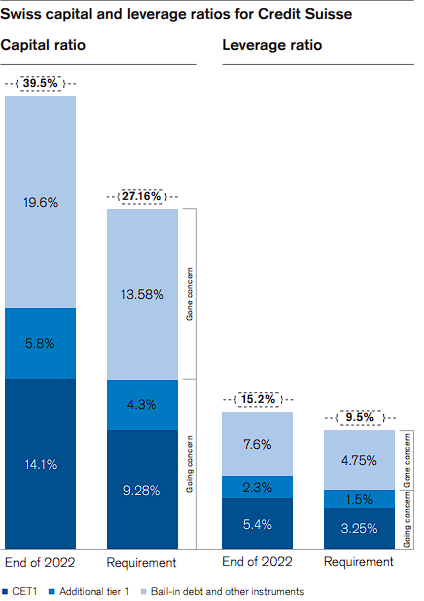 Swiss capital and leverage ratios for Credit Suisse
Capital ratio
Leverage ratio
39.5%
27.16%
19.6%
13.58%
5.8%
4.3%
14.1%
9.28%
Gone concern
Going concern
End of 2022
Requirement
15.2%
9.5%
7.6%
4.75%
2.3%
1.5%
5.4%
3.25%
Gone concern
Going concern
End of 2022
Requirement
CET1 Additional tier 1 Bail-in debt and other instruments